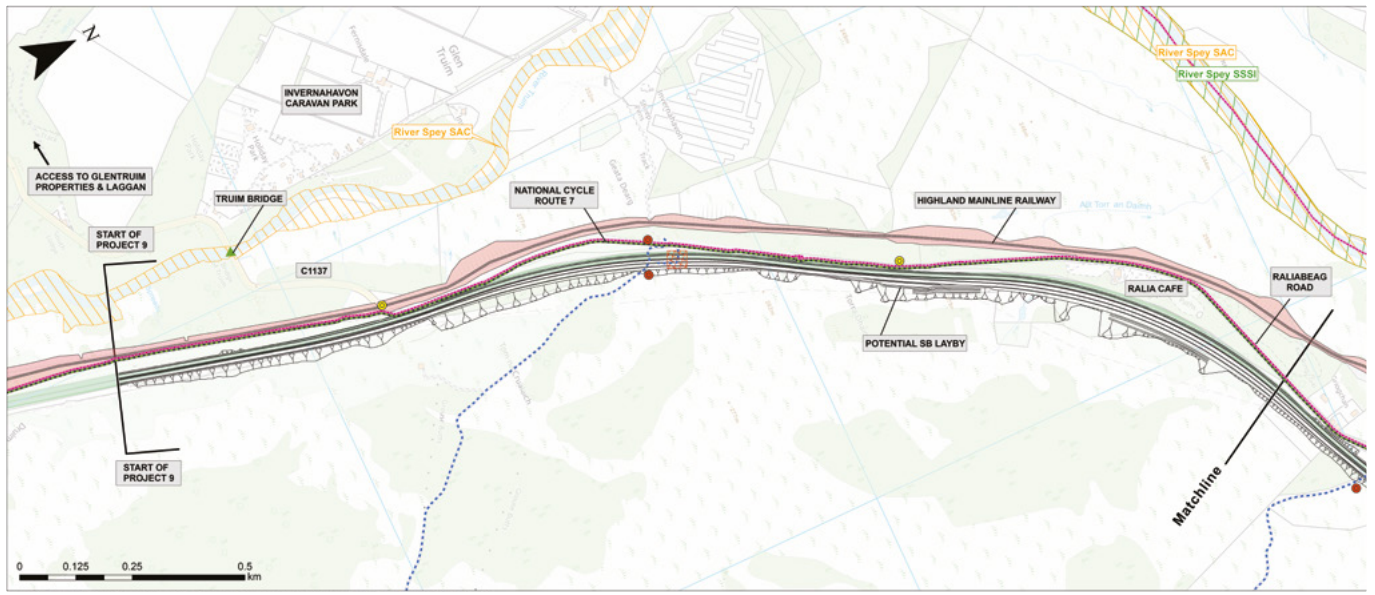 N
River Spey SAC
River Spey SSSI
Glen
Truim
INVERNAHAVON
CARAVAN PARK
River Spey SAC
Holiday
Park
ACCESS TO GLENTRUIM
PROPERTIES & LAGGAN
TRUIM BRIDGE
NATIONAL CYCLE
ROUTE 7
HIGHLAND MAINLINE RAILWAY
START OF
PROJECT 9
C1137
RALIA CAFE
RALIABEAG
ROAD
POTENTIAL SB LAYBY
START OF
PROJECT 9
Matchline
0
0.125
0.25
0.5
km